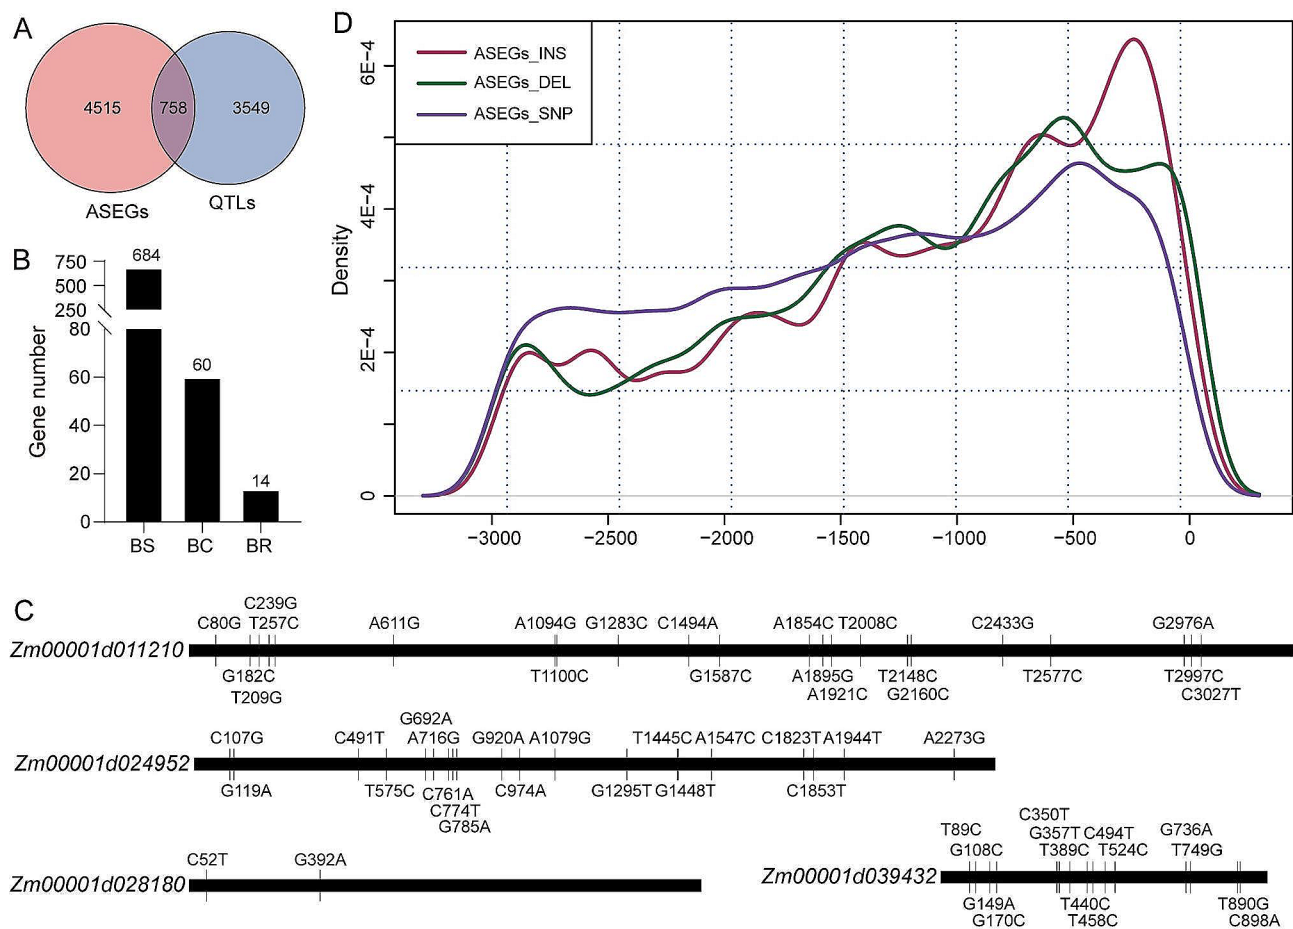 A
4515
758
3549
ASEGs
QTLs
B
Gene number
750
500
250
80
60
40
20
0
684
60
14
BS
BC
BR
D
ASEGs_INS
ASEGs_DEL
ASEGs_SNP
Density
6E−4
4E−4
2E−4
0
−3000
−2500
−2000
−1500
−1000
−500
0
C
C239G
C80G T257C A611G A1094G G1283C C1494A A1854C T2008C C2433G G2976A
Zm00001d011210
G182C T1100C G1587C A1895G T2148C T2577C T2997C
T209G A1921C G2160C C3027T
G692A
C107G C491T A716G G920A A1079G T1445C A1547C C1823T A1944T A2273G
Zm00001d024952
G119A T575C C761A C974A G1295T G1448T C1853T
C774T
G785A
C52T G392A
Zm00001d028180
C350T
T89C G357T C494T G736A
G108C T389C T524C T749G
Zm00001d039432
G149A T440C T890G
G170C T458C C898A